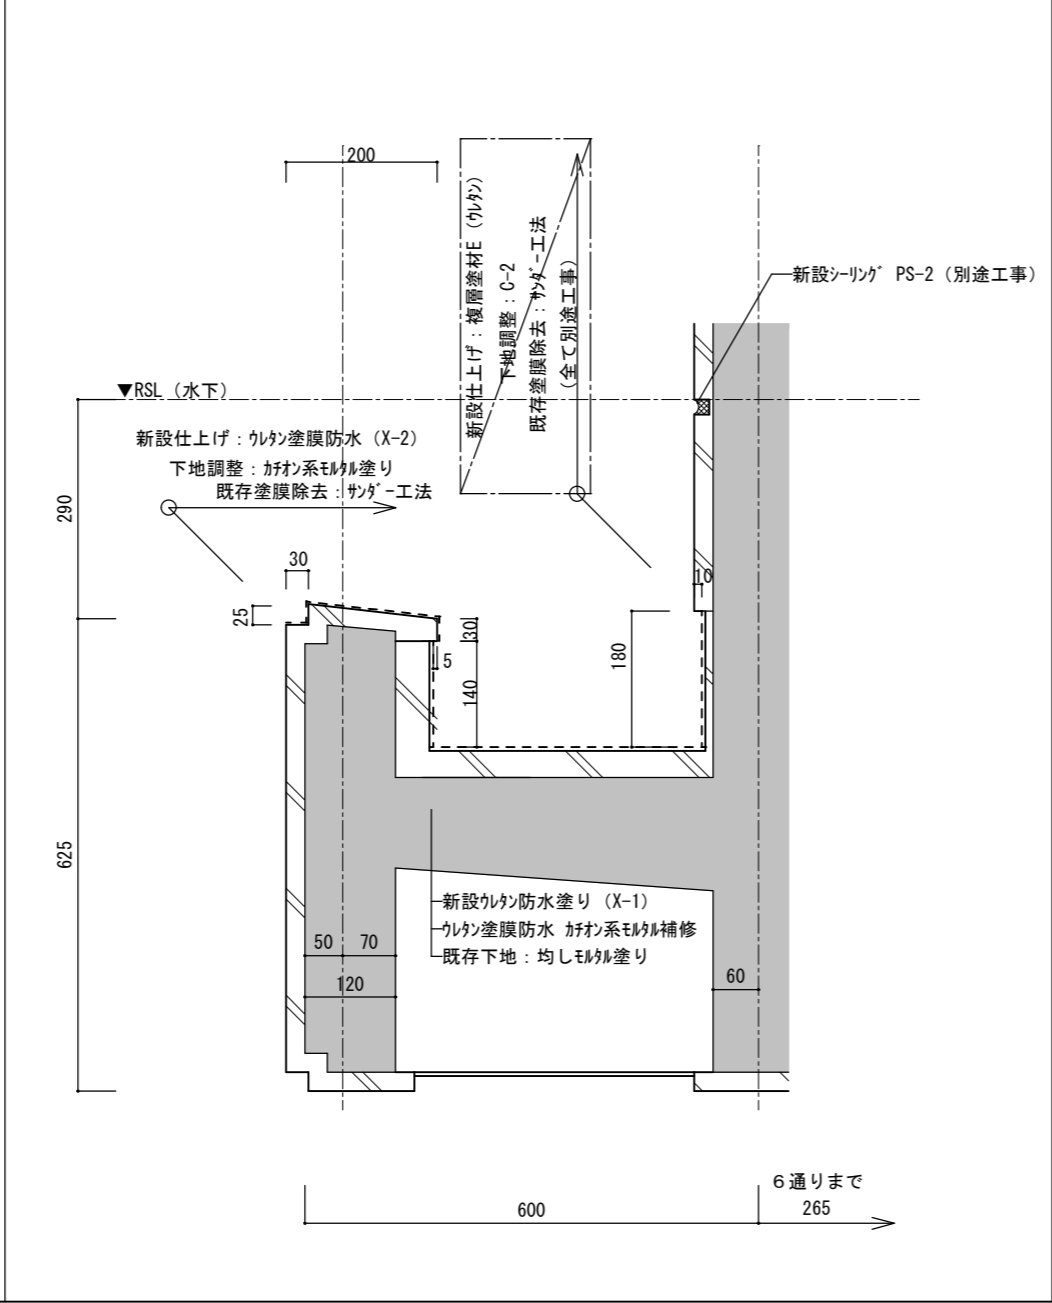 200
新設仕上げ：複層塗材E（ｳﾚﾀﾝ）
下地調整：C-2
既存塗膜除去：ｻﾝﾀﾞｰ工法
（全て別途工事）
新設ｼｰﾘﾝｸﾞ PS-2（別途工事）
▼RSL（水下）
新設仕上げ：ｳﾚﾀﾝ塗膜防水（X-2）
下地調整：ｶﾁｵﾝ系ﾓﾙﾀﾙ塗り
既存塗膜除去：ｻﾝﾀﾞｰ工法
290
30
10
25
30
180
5
140
625
新設ｳﾚﾀﾝ防水塗り（X-1）
ｳﾚﾀﾝ塗膜防水 ｶﾁｵﾝ系ﾓﾙﾀﾙ補修
既存下地：均しﾓﾙﾀﾙ塗り
50
70
120
60
６通りまで
600
265